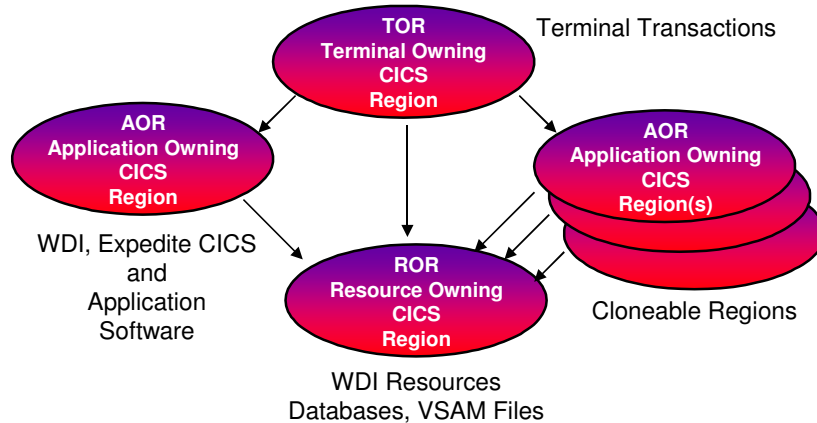 TOR
Terminal Owning
CICS
Region
Terminal Transactions
AOR
Application Owning
CICS
Region
AOR
Application Owning
CICS
Region(s)
WDI, Expedite CICS
and
Application
Software
ROR
Resource Owning
CICS
Region
Cloneable Regions
WDI Resources
Databases, VSAM Files